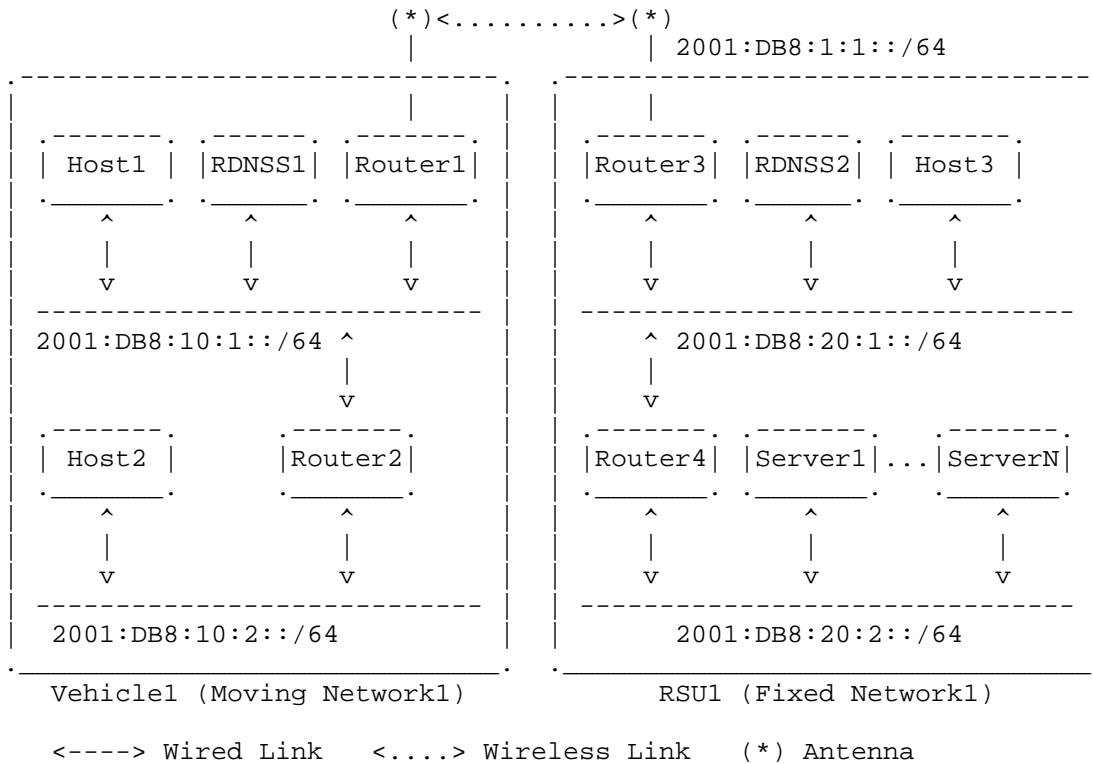 (*)<..........>(*)
2001:DB8:1:1::/64
Host1 RDNSS1 Router1 Router3 RDNSS2 Host3
2001:DB8:10:1::/64 2001:DB8:20:1::/64
Host2 Router2 Router4 Server1 ... ServerN
2001:DB8:10:2::/64 2001:DB8:20:2::/64
Vehicle1 (Moving Network1) RSU1 (Fixed Network1)
<----> Wired Link <....> Wireless Link (*) Antenna